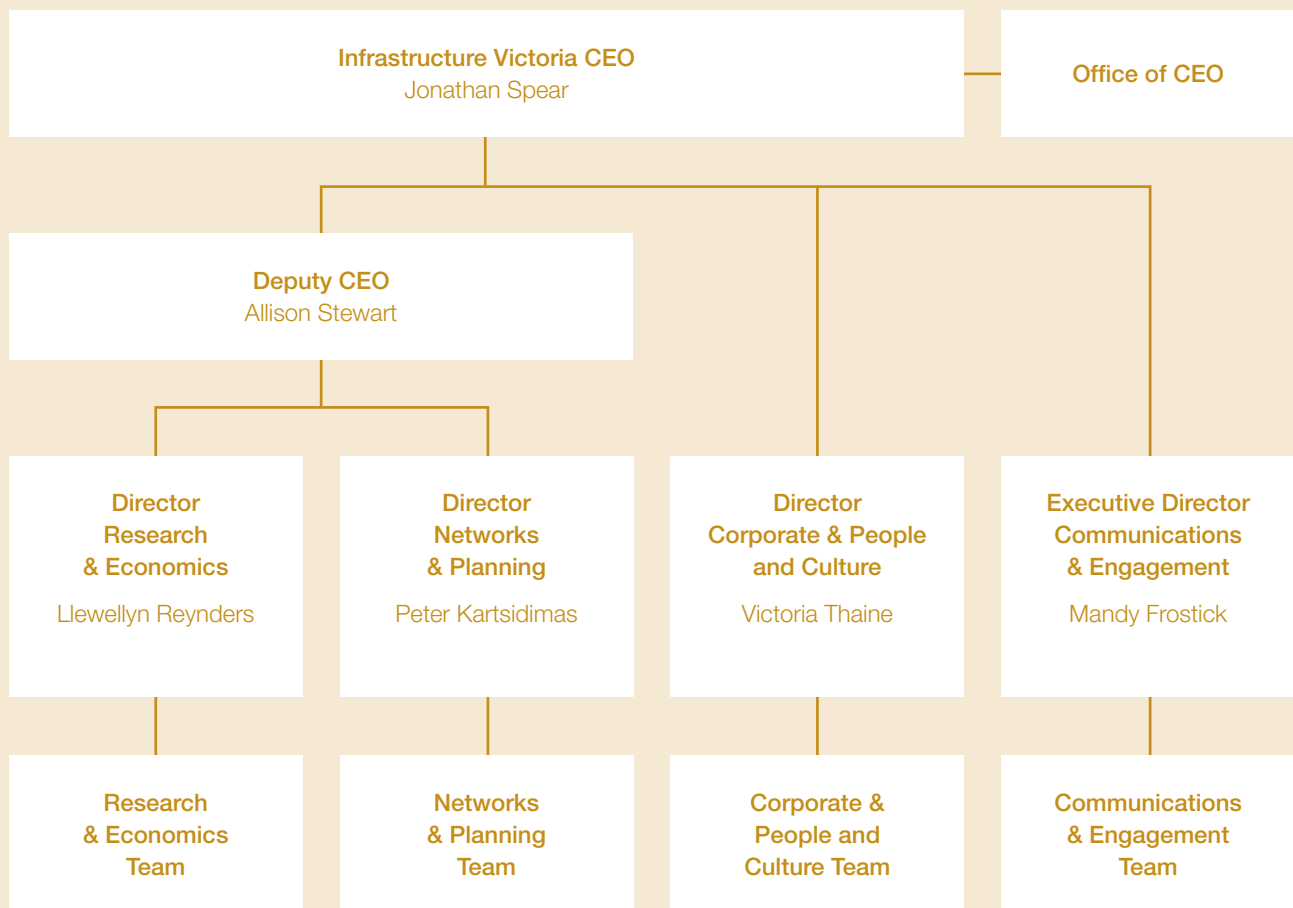 Infrastructure Victoria CEO
Jonathan Spear
Office of CEO
Deputy CEO
Allison Stewart
Director
Research
& Economics
Llewellyn Reynders
Director
Networks
& Planning
Peter Kartsidimas
Director
Corporate & People
and Culture
Victoria Thaine
Executive Director
Communications
& Engagement
Mandy Frostick
Research
& Economics
Team
Networks
& Planning
Team
Corporate &
People and
Culture Team
Communications
& Engagement
Team